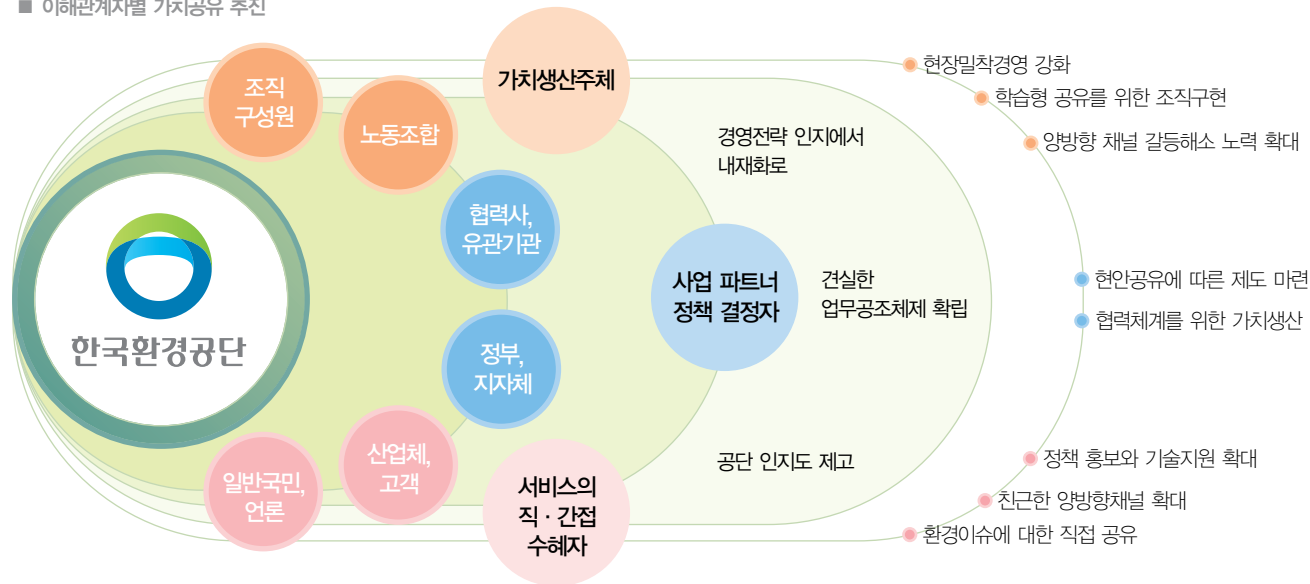 ■ 이해관계자별 가치공유 추진
조직
구성원
노동조합
가치생산주체
경영전략 인지에서
내재화로
현장밀착경영 강화
학습형 공유를 위한 조직구현
양방향 채널 갈등해소 노력 확대
한국환경공단
협력사,
유관기관
정부,
지자체
사업 파트너
정책 결정자
견실한
업무공조체제 확립
현안공유에 따른 제도 마련
협력체계를 위한 가치생산
일반국민,
언론
산업체,
고객
서비스의
직 · 간접
수혜자
공단 인지도 제고
정책 홍보와 기술지원 확대
친근한 양방향채널 확대
환경이슈에 대한 직접 공유